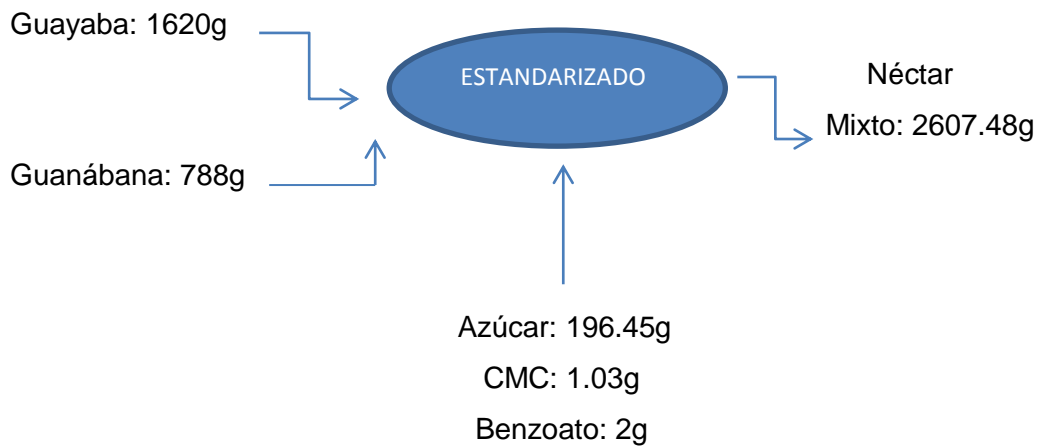 Guayaba: 1620g
ESTANDARIZADO
Néctar
Mixto: 2607.48g
Guanábana: 788g
Azúcar: 196.45g
CMC: 1.03g
Benzoato: 2g